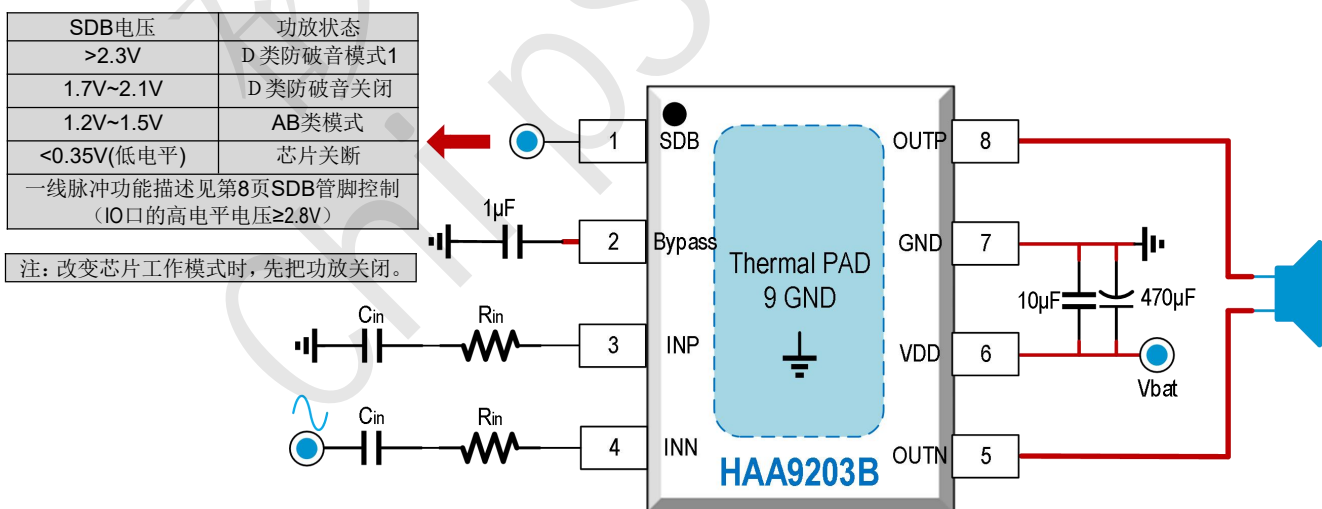 SDB电压 功放状态
>2.3V D类防破音模式1
1.7V~2.1V D类防破音关闭
1.2V~1.5V AB类模式
<0.35V(低电平) 芯片关断
一线脉冲功能描述见第8页SDB管脚控制
（IO口的高电平电压≥2.8V）
注：改变芯片工作模式时，先把功放关闭。
1 SDB
1μF
2 Bypass
Cin Rin
3 INP
Cin Rin
4 INN
Thermal PAD
9 GND
HAA9203B
OUTP 8
GND 7
10μF 470μF
VDD 6
Vbat
OUTN 5